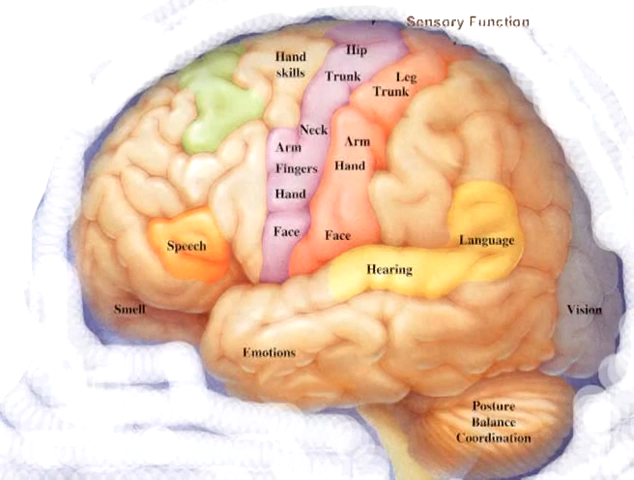 Sensory Function
Hip
Hand
skills
Trunk
Leg
Trunk
Neck
Arm
Arm
Fingers
Hand
Hand
Face
Face
Speech
Language
Hearing
Smell
Vision
Emotions
Posture
Balance
Coordination